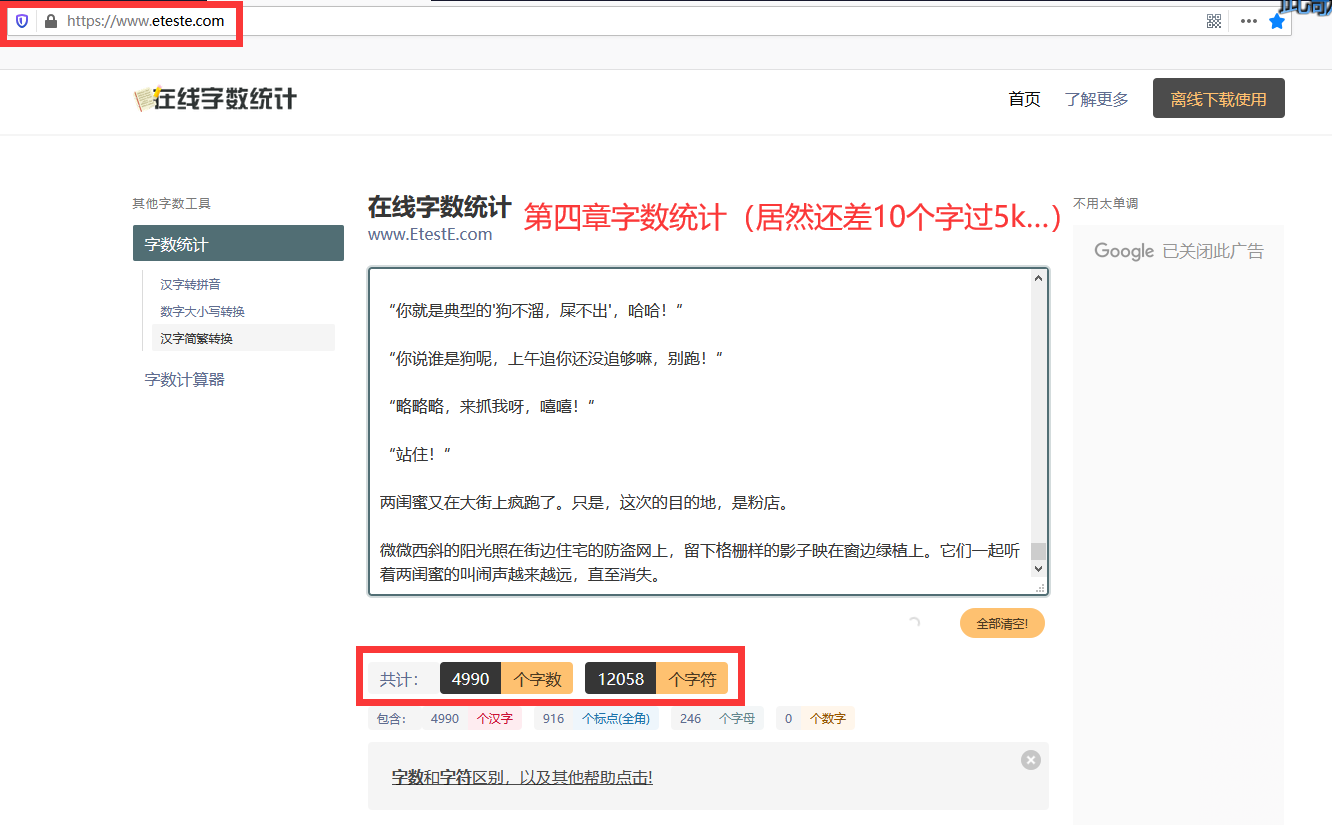 https://www.eteste.com
在线字数统计
首页
了解更多
离线下载使用
其他字数工具
字数统计
汉字转拼音
数字大小写转换
汉字简繁转换
字数计算器
在线字数统计
第四章字数统计（居然还差10个字过5k...）
www.EtestE.com
“你就是典型的'狗不溜，屎不出'，哈哈！”
“你说谁是狗呢，上午追你还没追够嘛，别跑！”
“略略略，来抓我呀，嘻嘻！”
“站住！”
两闺蜜又在大街上疯跑了。只是，这次的目的地，是粉店。
微微西斜的阳光照在街边住宅的防盗网上，留下格栅样的影子映在窗边绿植上。它们一起听
着两闺蜜的叫闹声越来越远，直至消失。
全部清空!
共计： 4990 个字数 12058 个字符
包含： 4990 个汉字 916 个标点(全角) 246 个字母 0 个数字
字数和字符区别，以及其他帮助点击!
不用太单调
Google 已关闭此广告